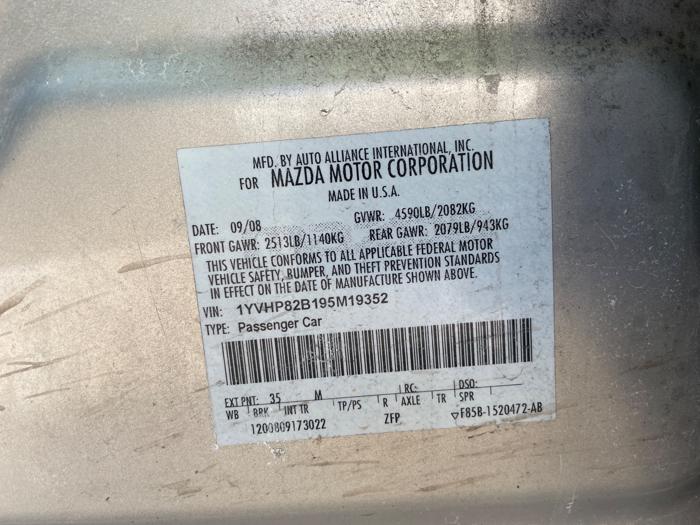 MFD. BY AUTO ALLIANCE INTERNATIONAL, INC.
FOR MAZDA MOTOR CORPORATION
MADE IN U.S.A.
DATE: 09/08 GVWR: 4590LB/2082KG
FRONT GAWR: 2513LB/1140KG REAR GAWR: 2079LB/943KG
THIS VEHICLE CONFORMS TO ALL APPLICABLE FEDERAL MOTOR
VEHICLE SAFETY, BUMPER, AND THEFT PREVENTION STANDARDS
IN EFFECT ON THE DATE OF MANUFACTURE SHOWN ABOVE.
VIN: 1YVHP82B195M19352
TYPE: Passenger Car
EXT PNT: 35 M RC: DSO:
WB BRK INT TR TP/PS R AXLE TR SPR
1200809173022 ZFP F85B-1520472-AB